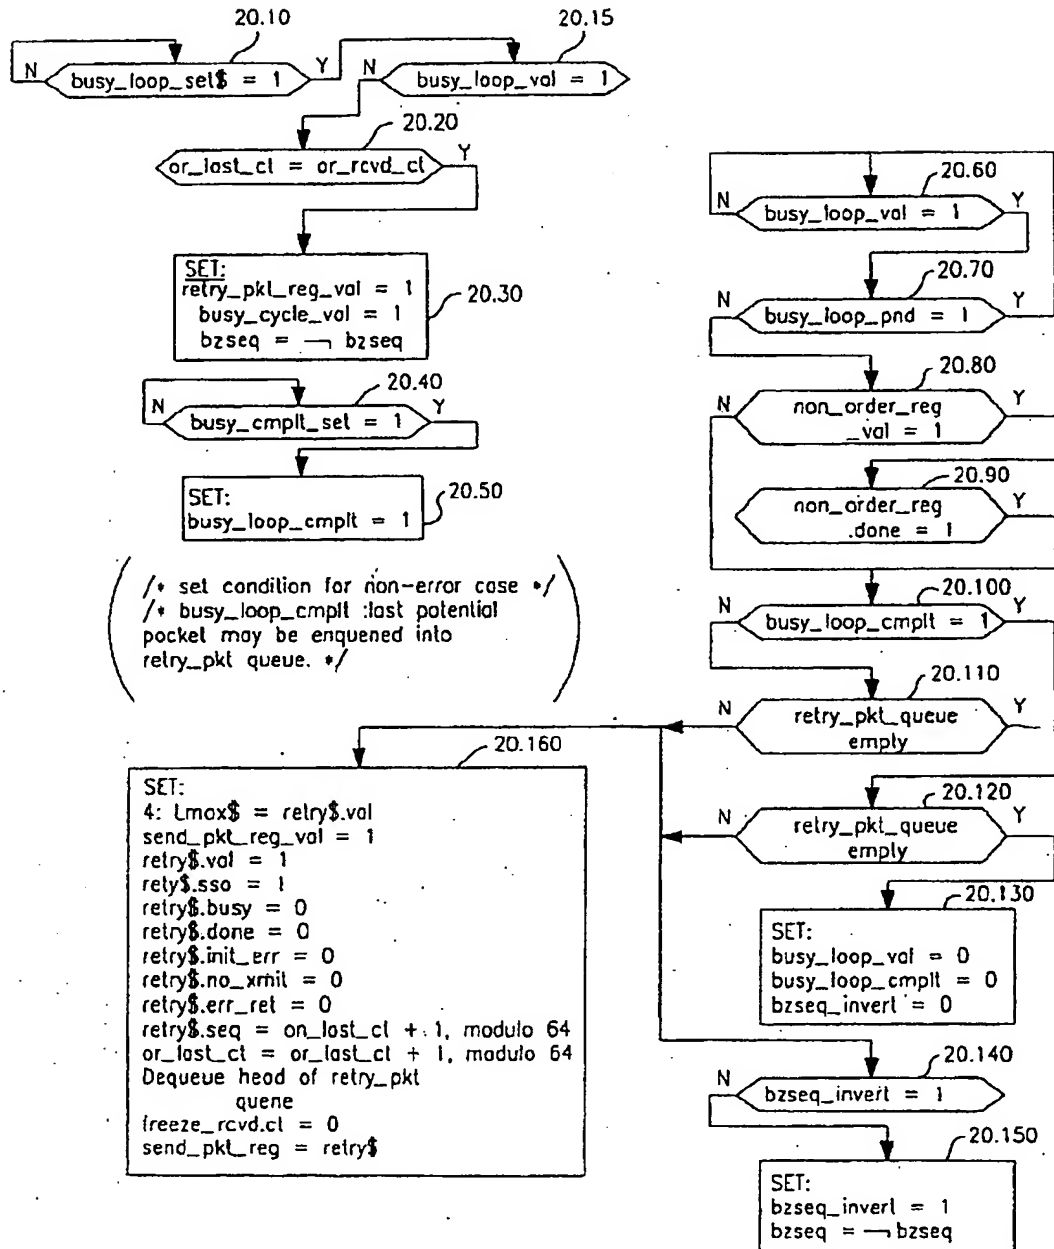 20.10
20.15
N
busy_loop_set$ = 1
Y
N
busy_loop_val = 1
20.20
or_last_ct = or_rcvd_ct
Y
SET:
retry_pkt_reg_val = 1
busy_cycle_val = 1
bzseq = ¬ bzseq
20.30
20.40
N
busy_cmplt_set = 1
Y
SET:
busy_loop_cmplt = 1
20.50
/* set condition for non-error case */
/* busy_loop_cmplt :last potential
pocket may be enquened into
retry_pkt queue. */
20.60
N
busy_loop_val = 1
Y
20.70
N
busy_loop_pnd = 1
Y
20.80
N
non_order_reg
_val = 1
Y
20.90
non_order_reg
.done = 1
Y
20.100
busy_loop_cmplt = 1
20.110
N
retry_pkt_queue
empty
Y
20.120
N
retry_pkt_queue
empty
Y
20.130
SET:
busy_loop_val = 0
busy_loop_cmplt = 0
bzseq_invert = 0
20.140
N
bzseq_invert = 1
20.150
SET:
bzseq_invert = 1
bzseq = ¬ bzseq
20.160
SET:
4: Lmax$ = retry$.val
send_pkt_reg_val = 1
retry$.val = 1
rety$.sso = 1
retry$.busy = 0
retry$.done = 0
retry$.init_err = 0
retry$.no_xmit = 0
retry$.err_ret = 0
retry$.seq = on_last_ct + 1, modulo 64
or_last_ct = or_last_ct + 1, modulo 64
Dequeue head of retry_pkt
quene
freeze_rcvd.ct = 0
send_pkt_reg = retry$